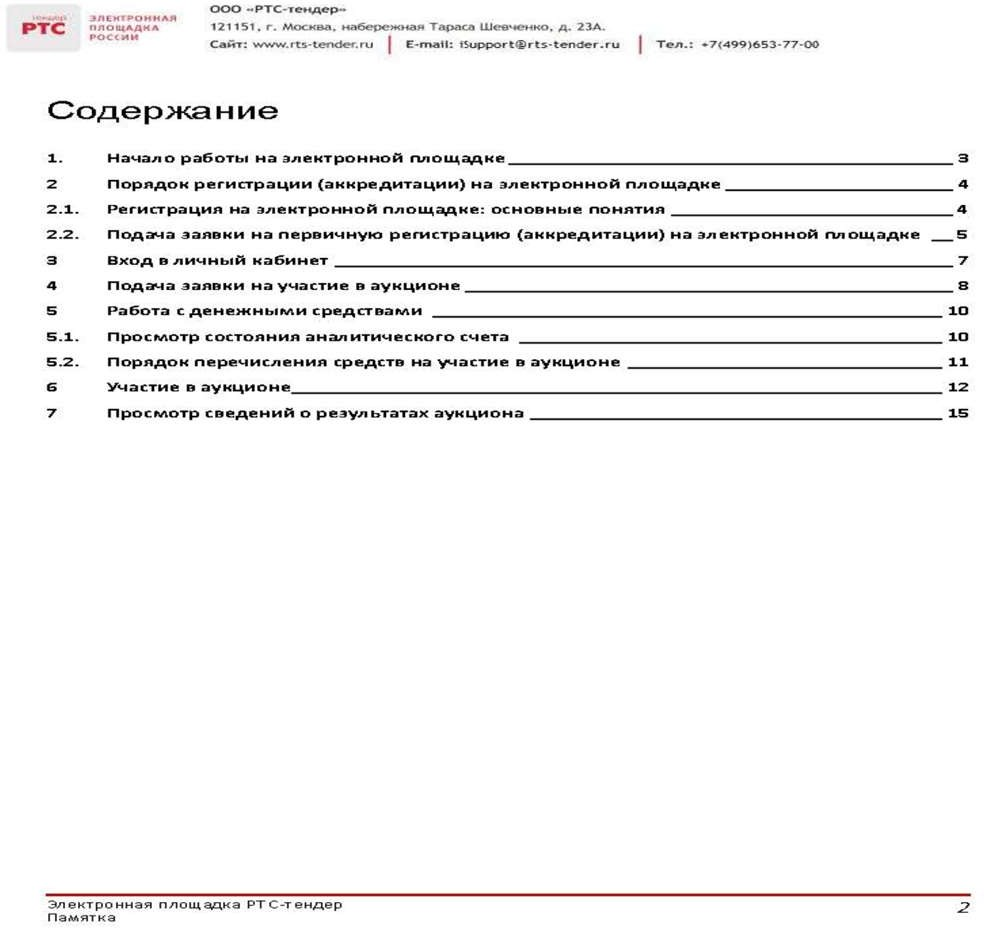 тендер
РТС
ЭЛЕКТРОННАЯ
ПЛОЩАДКА
РОССИИ
ООО «РТС-тендер»
121151, г. Москва, набережная Тараса Шевченко, д. 23А.
Сайт: www.rts-tender.ru | E-mail: iSupport@rts-tender.ru | Тел.: +7(499)653-77-00
Содержание
1. Начало работы на электронной площадке 3
2 Порядок регистрации (аккредитации) на электронной площадке 4
2.1. Регистрация на электронной площадке: основные понятия 4
2.2. Подача заявки на первичную регистрацию (аккредитации) на электронной площадке 5
3 Вход в личный кабинет 7
4 Подача заявки на участие в аукционе 8
5 Работа с денежными средствами 10
5.1. Просмотр состояния аналитического счета 10
5.2. Порядок перечисления средств на участие в аукционе 11
6 Участие в аукционе 12
7 Просмотр сведений о результатах аукциона 15
Электронная площадка РТС-тендер 2
Памятка